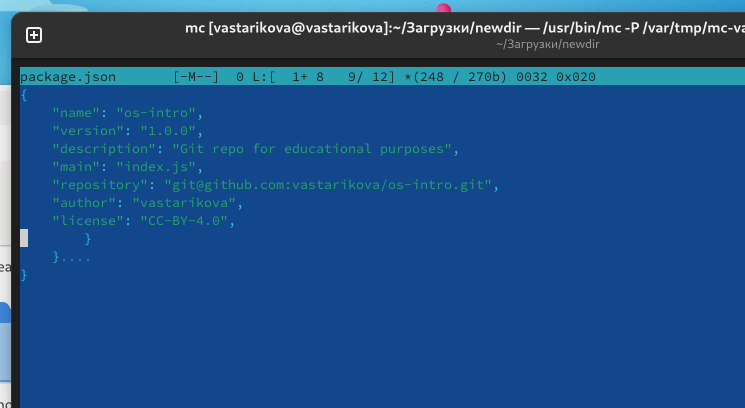 mc [vastarikova@vastarikova]:~/Загрузки/newdir — /usr/bin/mc -P /var/tmp/mc-va
~/Загрузки/newdir
package.json       [-M--]  0 L:[  1+ 8   9/ 12] *(248 / 270b) 0032 0x020
{
    "name": "os-intro",
    "version": "1.0.0",
    "description": "Git repo for educational purposes",
    "main": "index.js",
    "repository": "git@github.com:vastarikova/os-intro.git",
    "author": "vastarikova",
    "license": "CC-BY-4.0",
        }
    }....
}